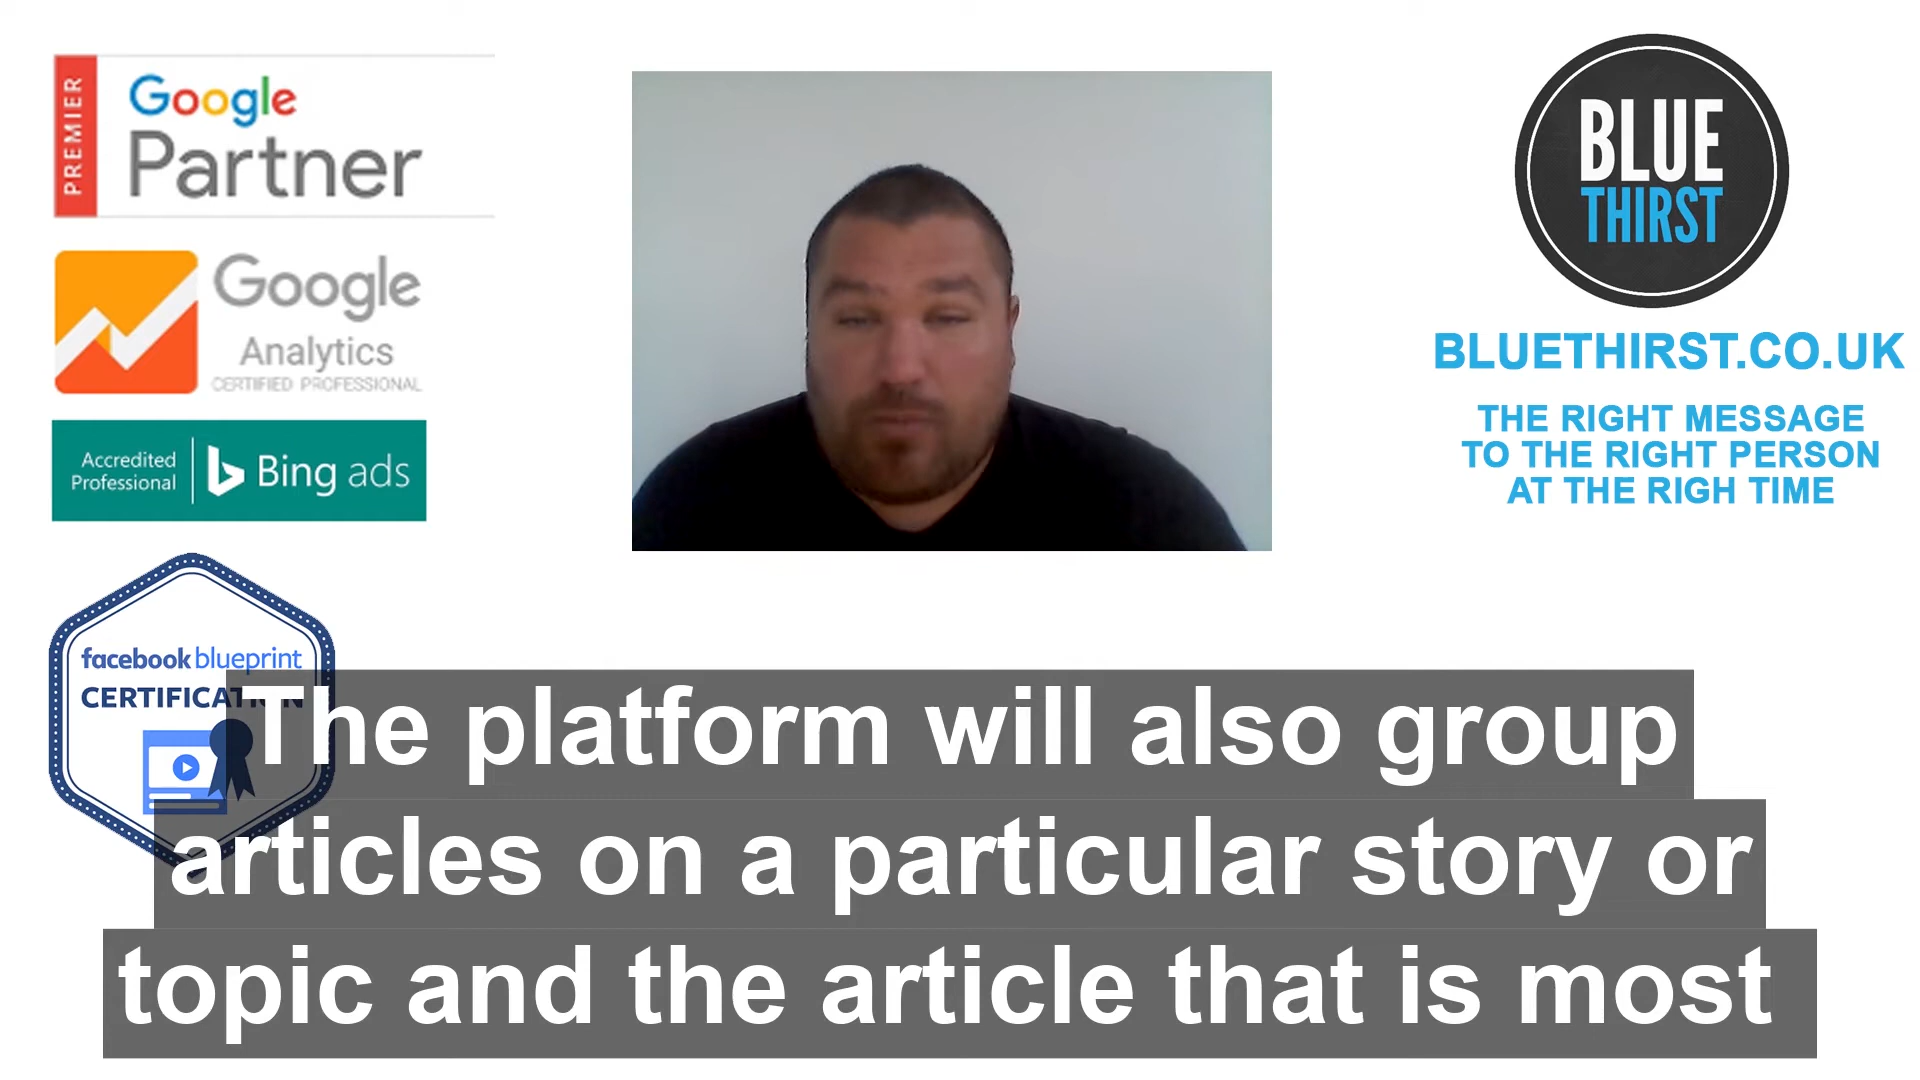 PREMIER
Google
Partner
Google
Analytics
CERTIFIED PROFESSIONAL
Accredited
Professional
Bing ads
facebook blueprint
BLUE
THIRST
BLUETHIRST.CO.UK
THE RIGHT MESSAGE
TO THE RIGHT PERSON
AT THE RIGH TIME
The platform will also group
articles on a particular story or
topic and the article that is most